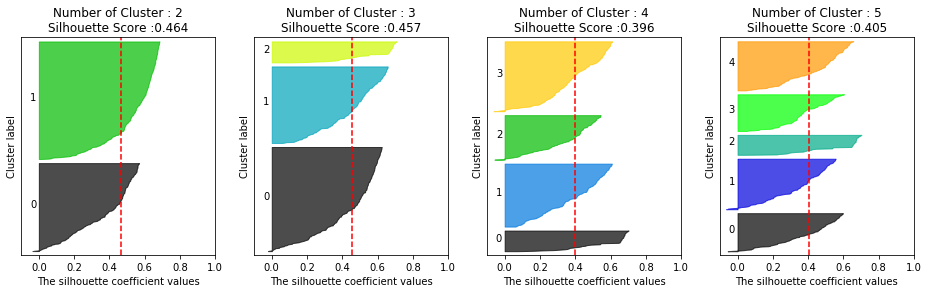 Number of Cluster : 2
Silhouette Score :0.464
Cluster label
1
0
0.0 0.2 0.4 0.6 0.8 1.0
The silhouette coefficient values
Number of Cluster : 3
Silhouette Score :0.457
Cluster label
2
1
0
0.0 0.2 0.4 0.6 0.8 1.0
The silhouette coefficient values
Number of Cluster : 4
Silhouette Score :0.396
Cluster label
3
2
1
0
0.0 0.2 0.4 0.6 0.8 1.0
The silhouette coefficient values
Number of Cluster : 5
Silhouette Score :0.405
Cluster label
4
3
2
1
0
0.0 0.2 0.4 0.6 0.8 1.0
The silhouette coefficient values